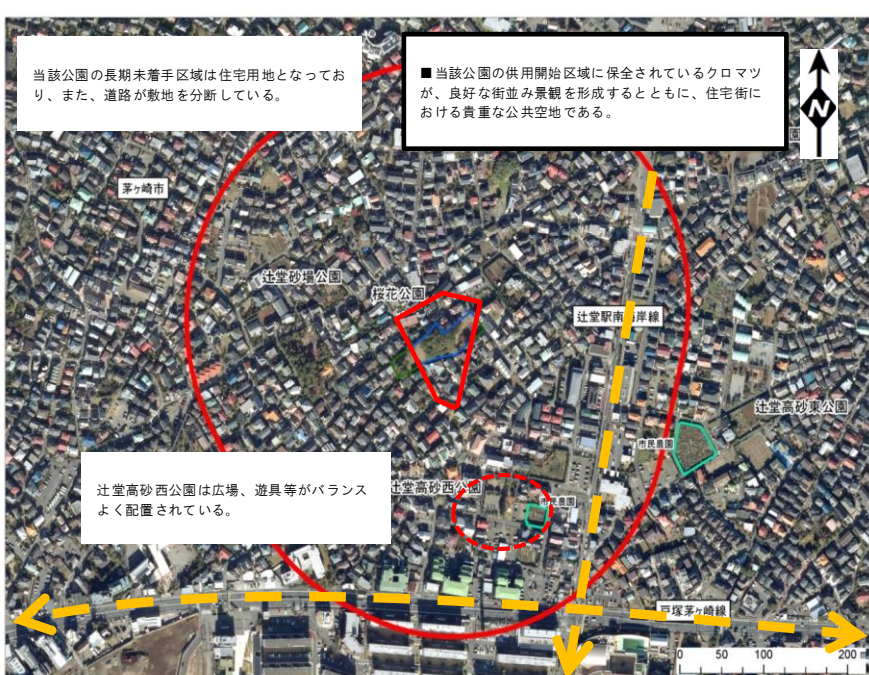 当該公園の長期未着手区域は住宅用地となってお
り、また、道路が敷地を分断している。
■当該公園の供用開始区域に保全されているクロマツ
が、良好な街並み景観を形成するとともに、住宅街に
おける貴重な公共空地である。
N
園
茅ヶ崎市
辻堂砂場公園
桜花公園
辻堂駅南海岸線
辻堂高砂東公園
市民農園
辻堂高砂西公園は広場、遊具等がバランス
よく配置されている。
辻堂高砂西公園
市民農園
戸塚茅ヶ崎線
0 50 100 200 m